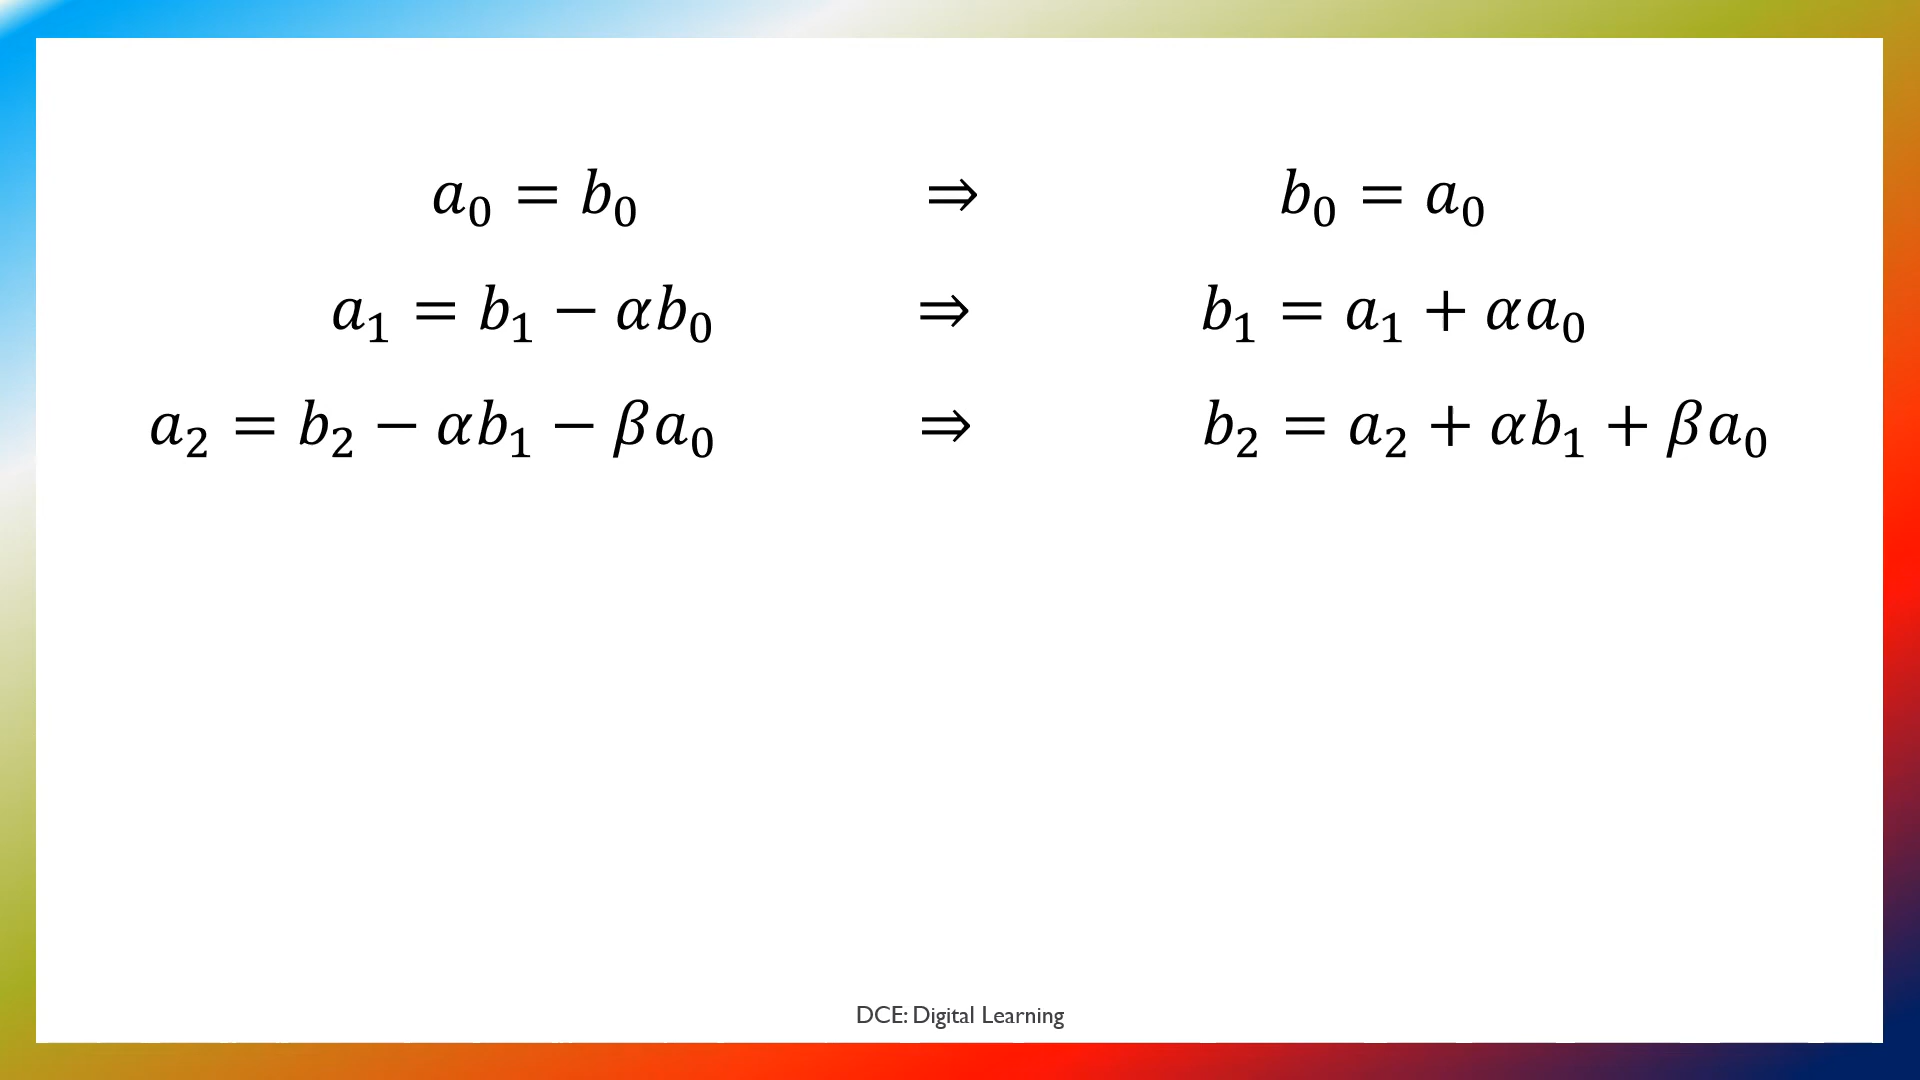 a₀ = b₀ ⇒ b₀ = a₀
a₁ = b₁ − αb₀ ⇒ b₁ = a₁ + αa₀
a₂ = b₂ − αb₁ − βa₀ ⇒ b₂ = a₂ + αb₁ + βa₀
DCE: Digital Learning